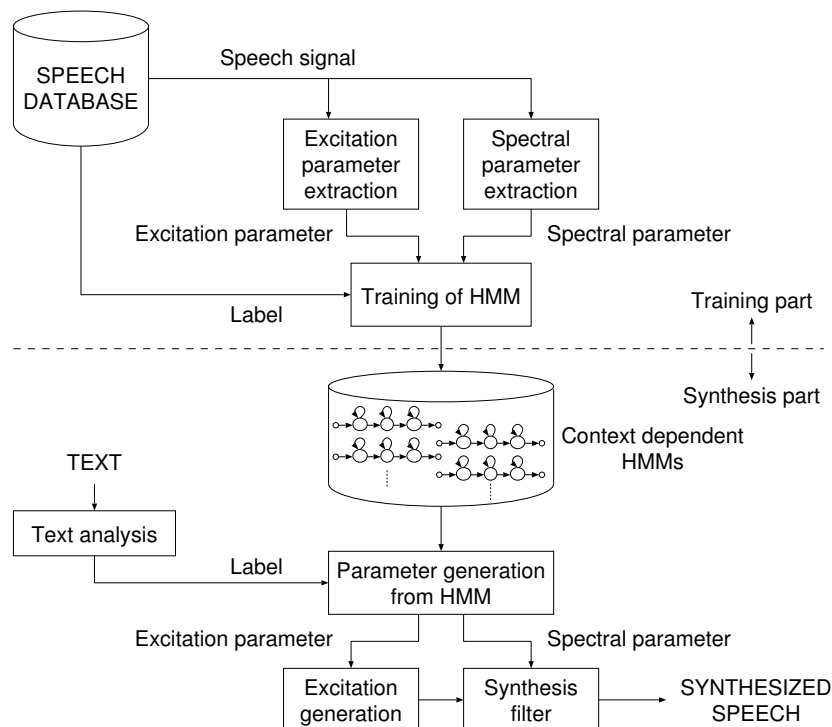 Speech signal
SPEECH
DATABASE
Excitation
parameter
extraction
Spectral
parameter
extraction
Excitation parameter
Spectral parameter
Training of HMM
Label
Training part
Synthesis part
Context dependent
HMMs
TEXT
Text analysis
Label
Parameter generation
from HMM
Excitation parameter
Spectral parameter
Excitation
generation
Synthesis
filter
SYNTHESIZED
SPEECH